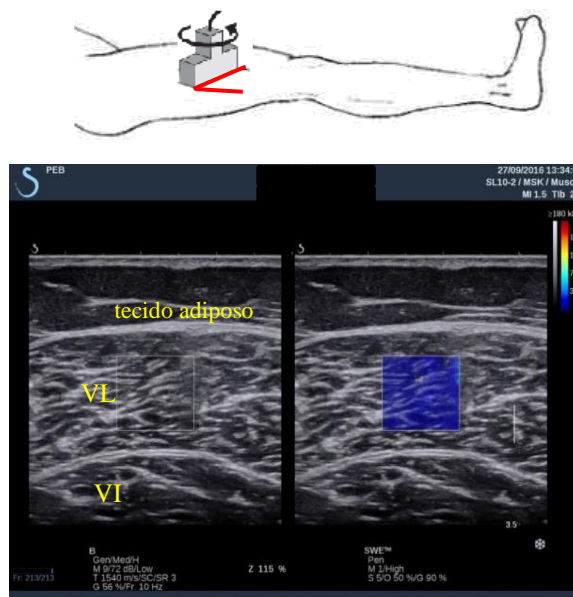 PEB
27/09/2016 13:34:
SL10-2 / MSK / Musc
MI 1.5 Tib 2
≥180 k
tecido adiposo
VL
VI
3.5
B
Gen/Med/H
M 9/72 dB/Low
T 1540 m/s/SC/SR 3
G 56 %/Fr. 10 Hz
Z 115 %
SWE™
Pen
M 1/High
S 5/O 50 %/G 90 %
Fr: 213/213